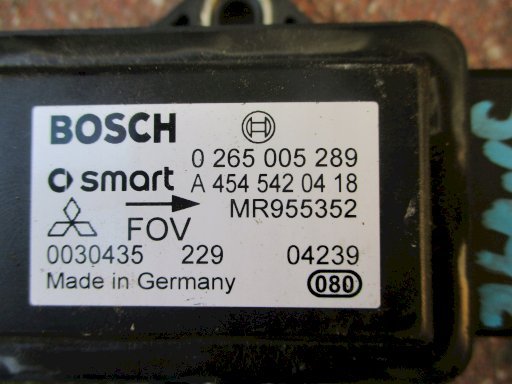 BOSCH
0 265 005 289
smart A 454 542 04 18
MR955352
FOV
0030435 229 04239
Made in Germany 080